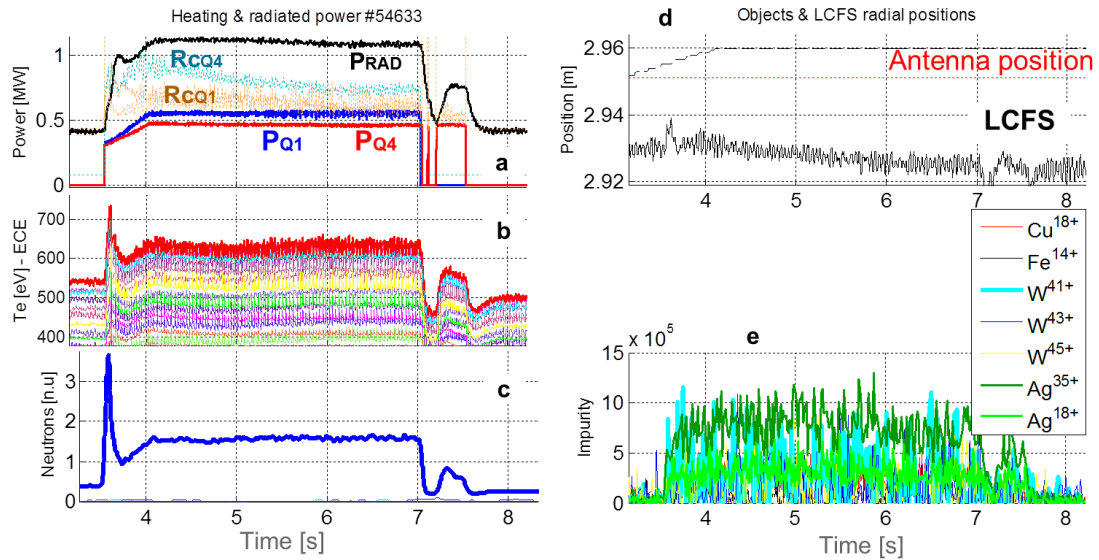 Heating & radiated power #54633
Power [MW]
1
0.5
0
RCQ4
RCQ1
PRAD
PQ1
PQ4
a
Te [eV] - ECE
700
600
500
400
b
Neutrons [n.u]
3
2
1
0
c
4 5 6 7 8
Time [s]
d
Objects & LCFS radial positions
Position [m]
2.96
2.94
2.92
Antenna position
LCFS
4 5 6 7 8
Cu18+
Fe14+
W41+
W43+
W45+
Ag35+
Ag18+
15 x 10^5
10
5
0
Impurity
e
4 5 6 7 8
Time [s]